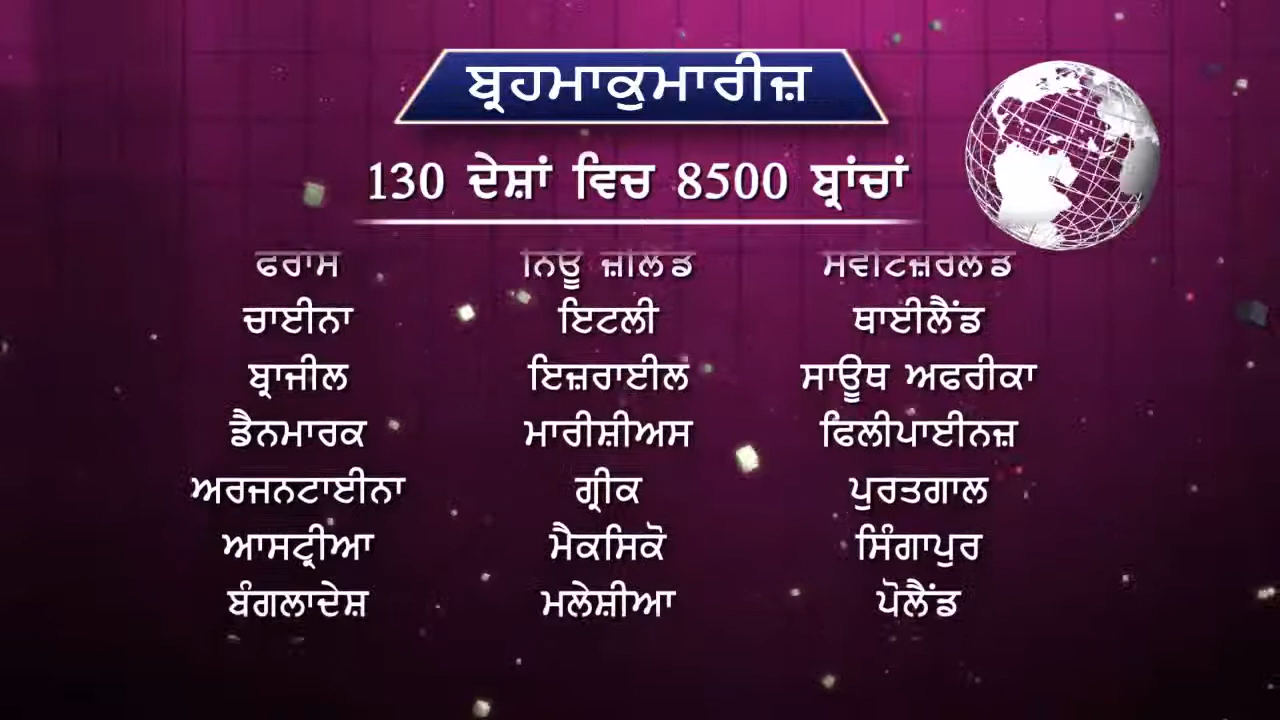 ਬ੍ਰਹਮਾਕੁਮਾਰੀਜ਼
130 ਦੇਸ਼ਾਂ ਵਿਚ 8500 ਬ੍ਰਾਂਚਾਂ
ਫਰਾਂਸ ਨਿਊ ਜ਼ੀਲੈਂਡ ਸਵੀਟਜ਼ਰਲੈਂਡ
ਚਾਈਨਾ ਇਟਲੀ ਥਾਈਲੈਂਡ
ਬ੍ਰਾਜੀਲ ਇਜ਼ਰਾਈਲ ਸਾਊਥ ਅਫਰੀਕਾ
ਡੈਨਮਾਰਕ ਮਾਰੀਸ਼ੀਅਸ ਫਿਲੀਪਾਈਨਜ਼
ਅਰਜਨਟਾਈਨਾ ਗ੍ਰੀਕ ਪੁਰਤਗਾਲ
ਆਸਟ੍ਰੀਆ ਮੈਕਸਿਕੋ ਸਿੰਗਾਪੁਰ
ਬੰਗਲਾਦੇਸ਼ ਮਲੇਸ਼ੀਆ ਪੋਲੈਂਡ